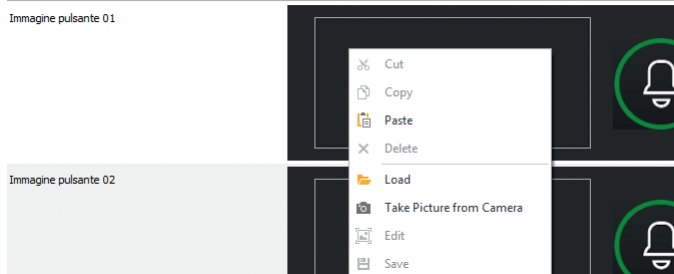 Immagine pulsante 01
Cut
Copy
Paste
Delete
Load
Take Picture from Camera
Edit
Save
Immagine pulsante 02